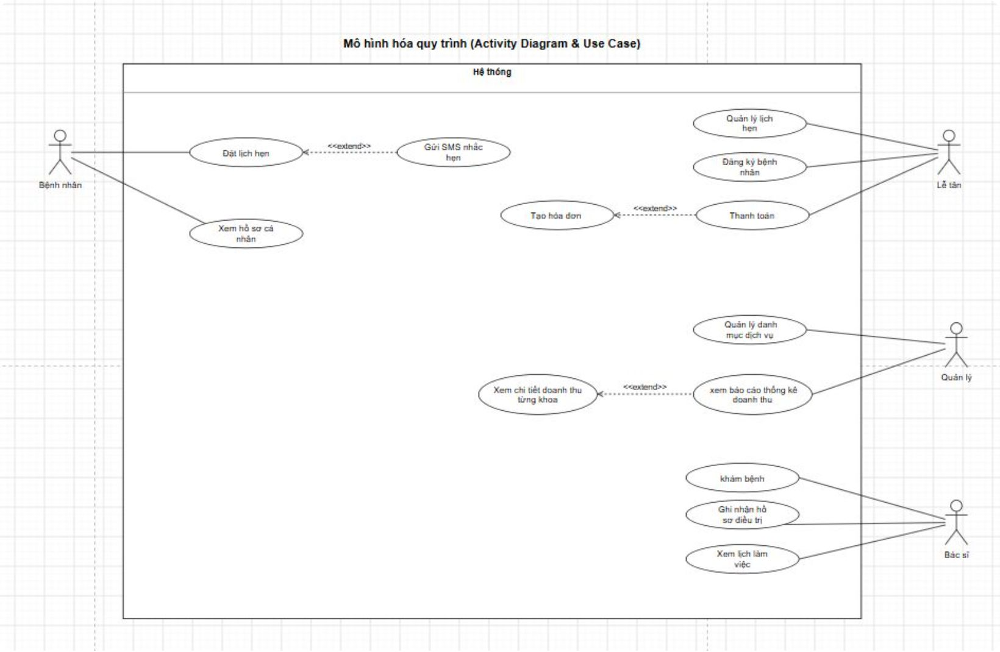 Mô hình hóa quy trình (Activity Diagram & Use Case)
Hệ thống
Quản lý lịch
hẹn
Đặt lịch hẹn
<<extend>>
Gửi SMS nhắc
hẹn
Đăng ký bệnh
nhân
Bệnh nhân
Lễ tân
Tạo hóa đơn
<<extend>>
Thanh toán
Xem hồ sơ cá
nhân
Quản lý danh
mục dịch vụ
Quản lý
Xem chi tiết doanh thu
từng khoa
<<extend>>
xem báo cáo thống kê
doanh thu
khám bệnh
Ghi nhận hồ
sơ điều trị
Xem lịch làm
việc
Bác sĩ